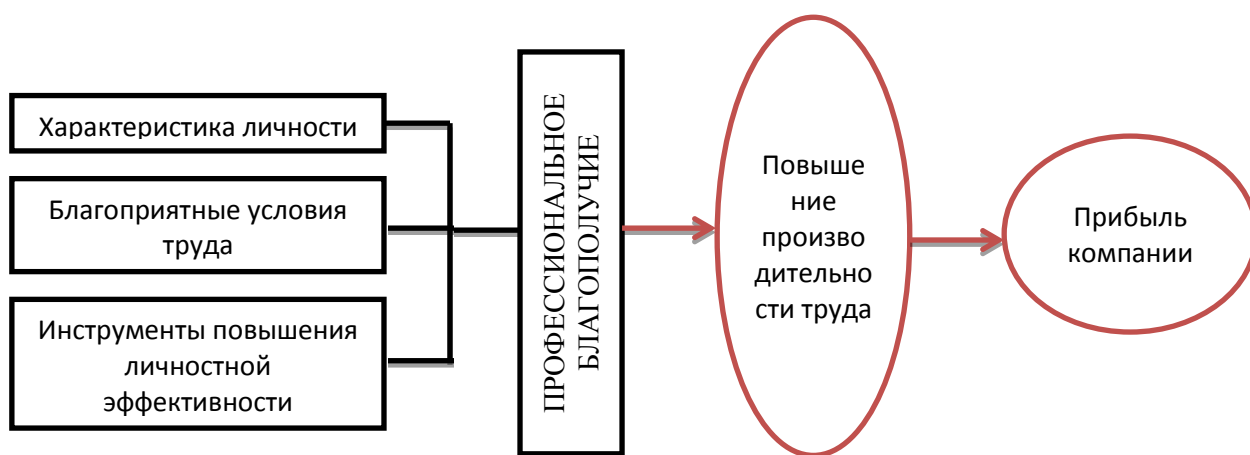 Характеристика личности
Благоприятные условия
труда
Инструменты повышения
личностной
эффективности
ПРОФЕССИОНАЛЬНОЕ
БЛАГОПОЛУЧИЕ
Повыше
ние
произво
дительно
сти труда
Прибыль
компании